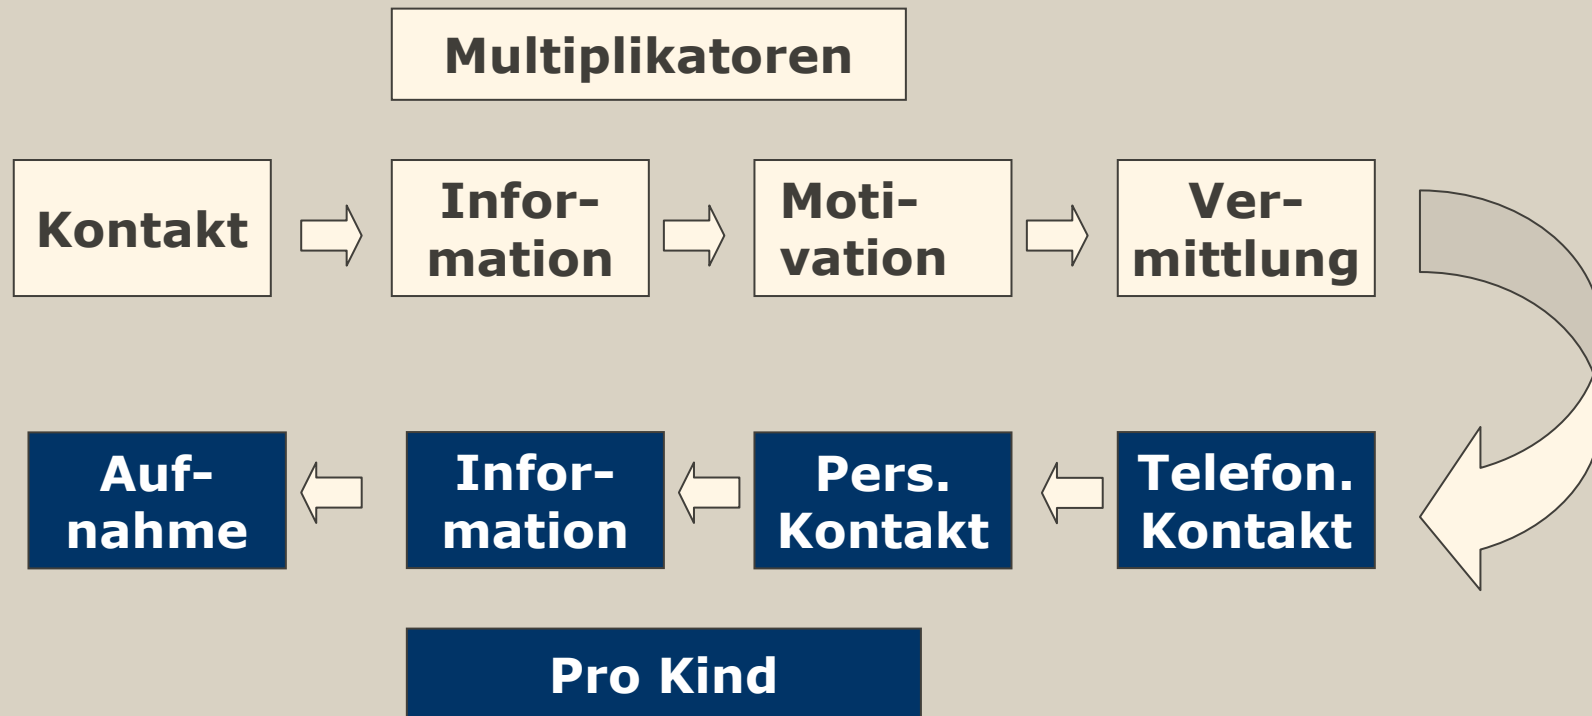 Multiplikatoren
Kontakt
Infor-
mation
Moti-
vation
Ver-
mittlung
Auf-
nahme
Infor-
mation
Pers.
Kontakt
Telefon.
Kontakt
Pro Kind